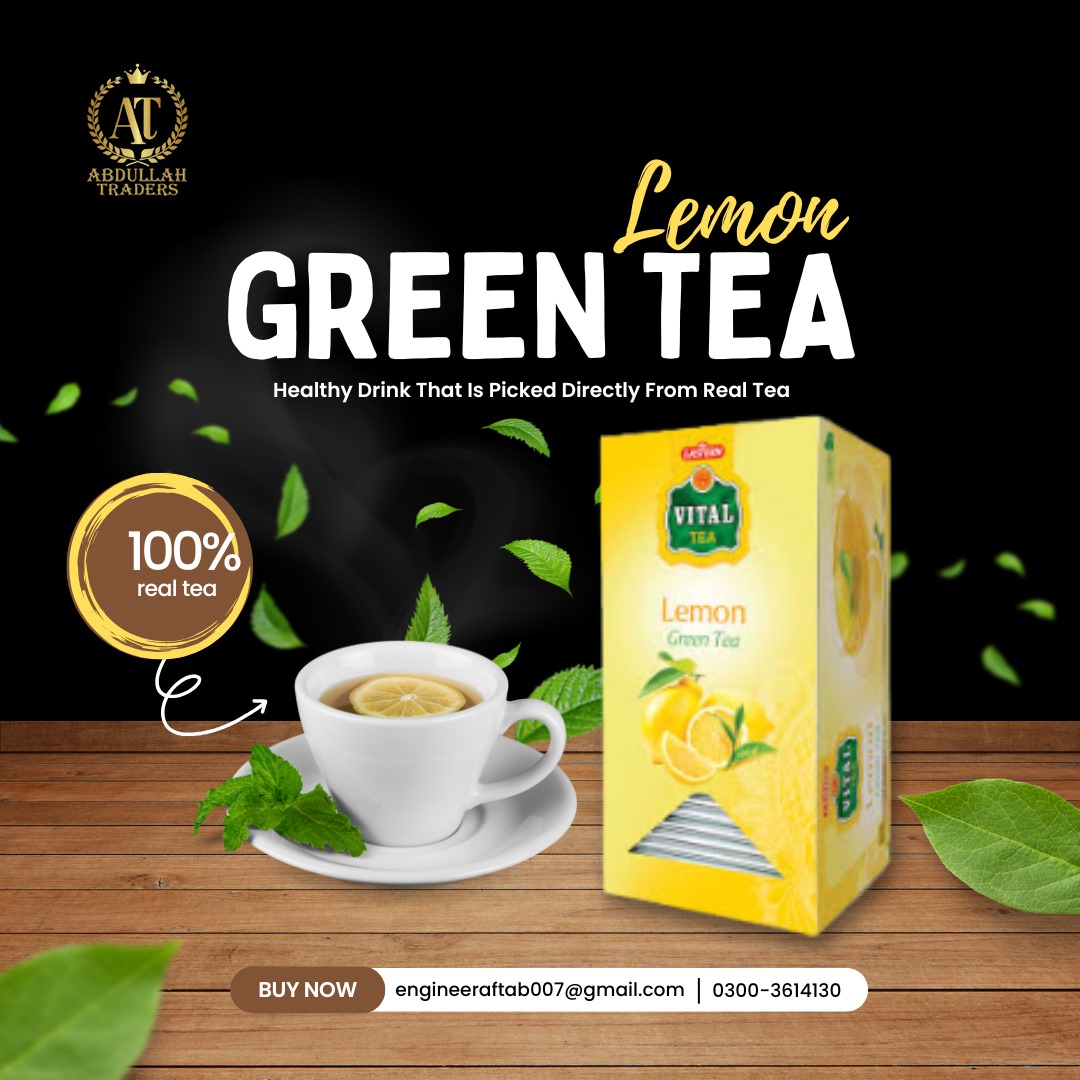 AT
ABDULLAH
TRADERS
Lemon
GREEN TEA
Healthy Drink That Is Picked Directly From Real Tea
100%
real tea
VITAL
TEA
Lemon
Green Tea
VITAL
BUY NOW
engineeraftab007@gmail.com | 0300-3614130